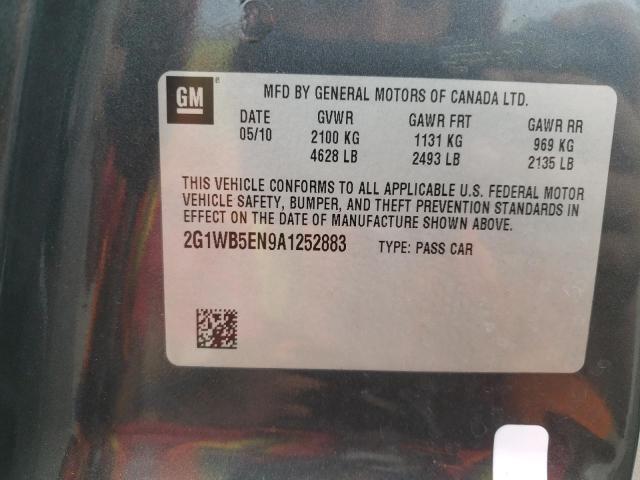 GM
MFD BY GENERAL MOTORS OF CANADA LTD.
DATE GVWR GAWR FRT GAWR RR
05/10 2100 KG 1131 KG 969 KG
4628 LB 2493 LB 2135 LB
THIS VEHICLE CONFORMS TO ALL APPLICABLE U.S. FEDERAL MOTOR
VEHICLE SAFETY, BUMPER, AND THEFT PREVENTION STANDARDS IN
EFFECT ON THE DATE OF MANUFACTURE SHOWN ABOVE.
2G1WB5EN9A1252883 TYPE: PASS CAR